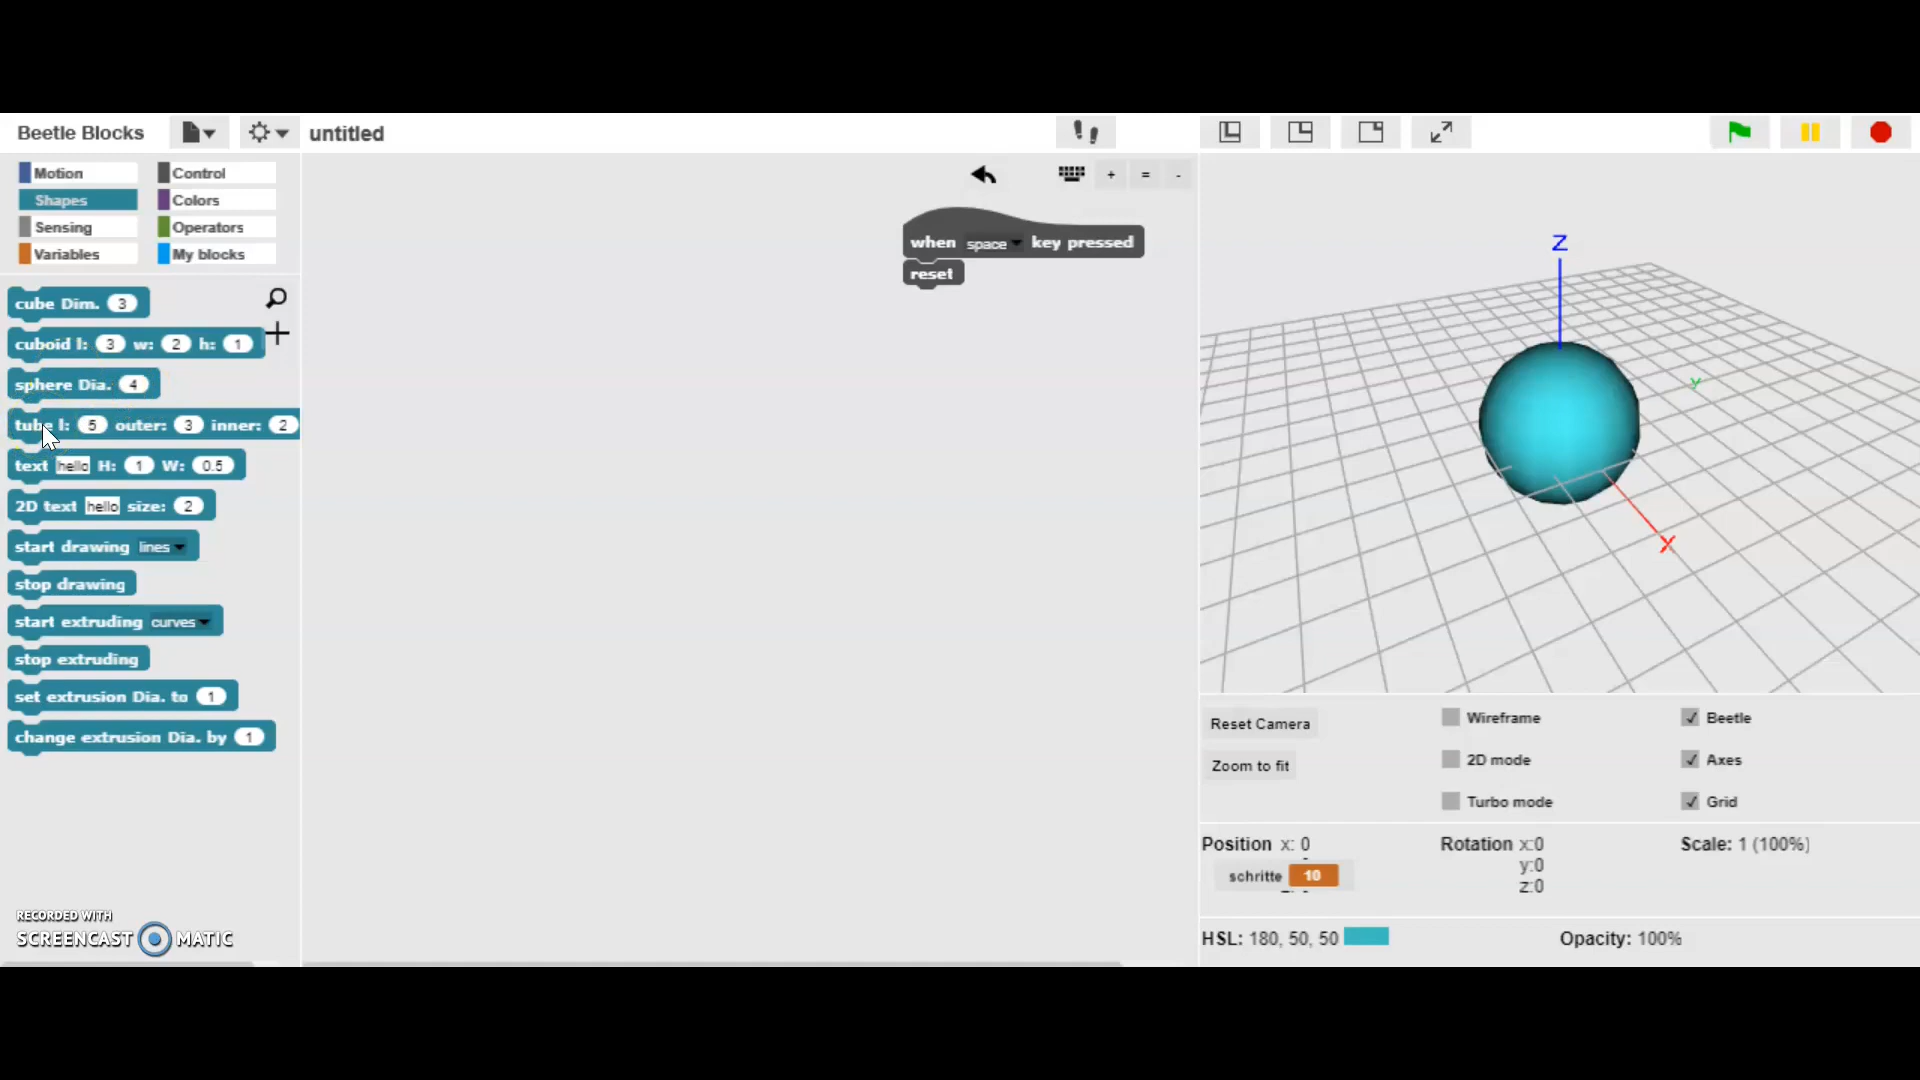 Beetle Blocks
untitled
Motion
Control
Shapes
Colors
Sensing
Operators
Variables
My blocks
cube Dim. 3
cuboid l: 3 w: 2 h: 1
sphere Dia. 4
tube l: 5 outer: 3 inner: 2
text hello H: 1 W: 0.5
2D text hello size: 2
start drawing lines
stop drawing
start extruding curves
stop extruding
set extrusion Dia. to 1
change extrusion Dia. by 1
RECORDED WITH
SCREENCAST MATIC
+ = -
when space key pressed
reset
Z
y
X
Reset Camera
Zoom to fit
Wireframe
2D mode
Turbo mode
Beetle
Axes
Grid
Position x: 0
schritte 10
Rotation x:0
y:0
z:0
Scale: 1 (100%)
HSL: 180, 50, 50
Opacity: 100%